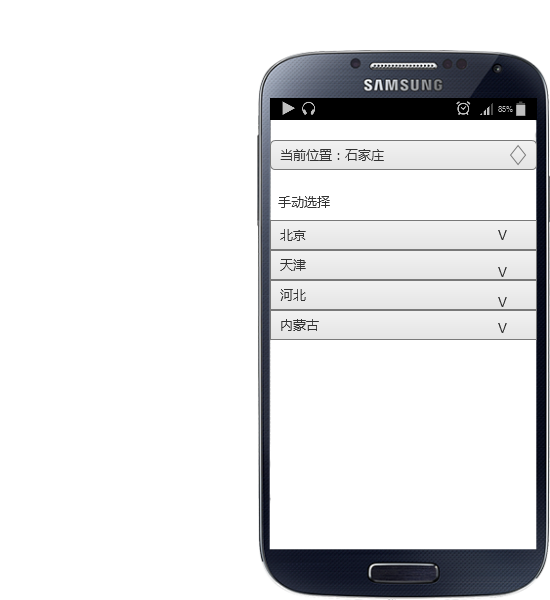 SAMSUNG
85%
当前位置：石家庄
手动选择
北京 V
天津 V
河北 V
内蒙古 V